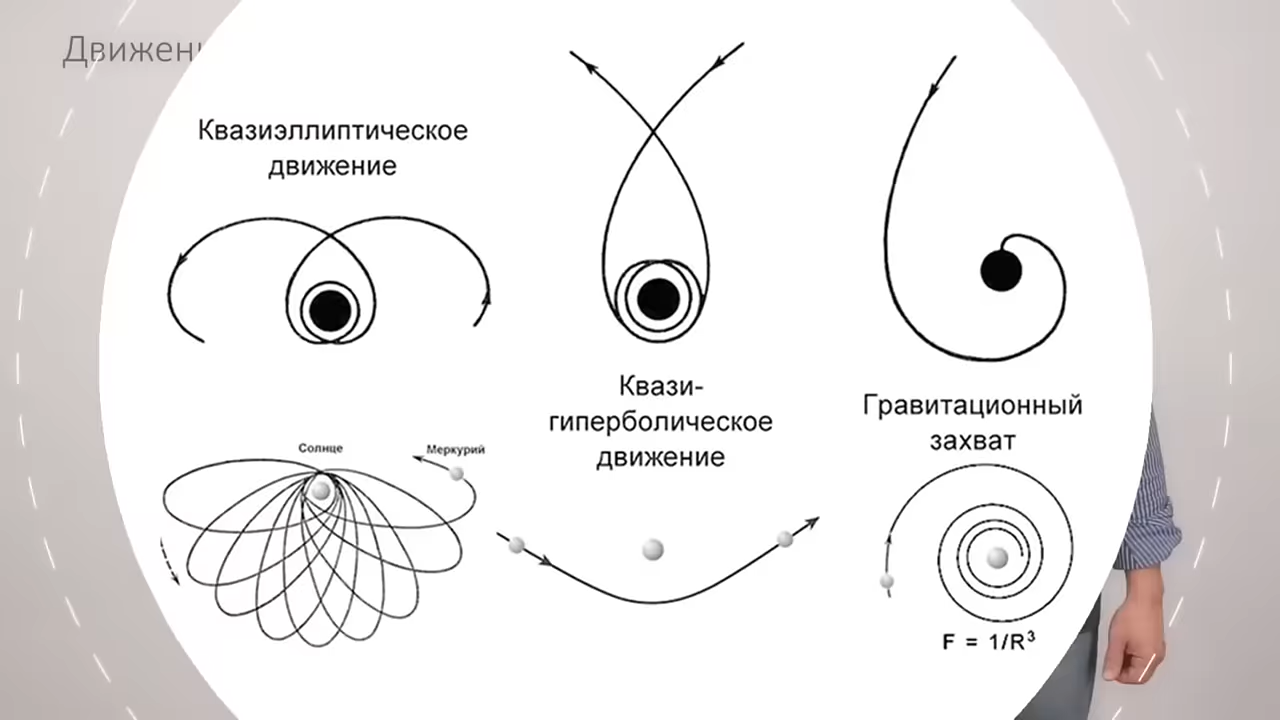 Квазиэллиптическое
движение
Квази-
гиперболическое
движение
Гравитационный
захват
Солнце
Меркурий
F = 1/R³